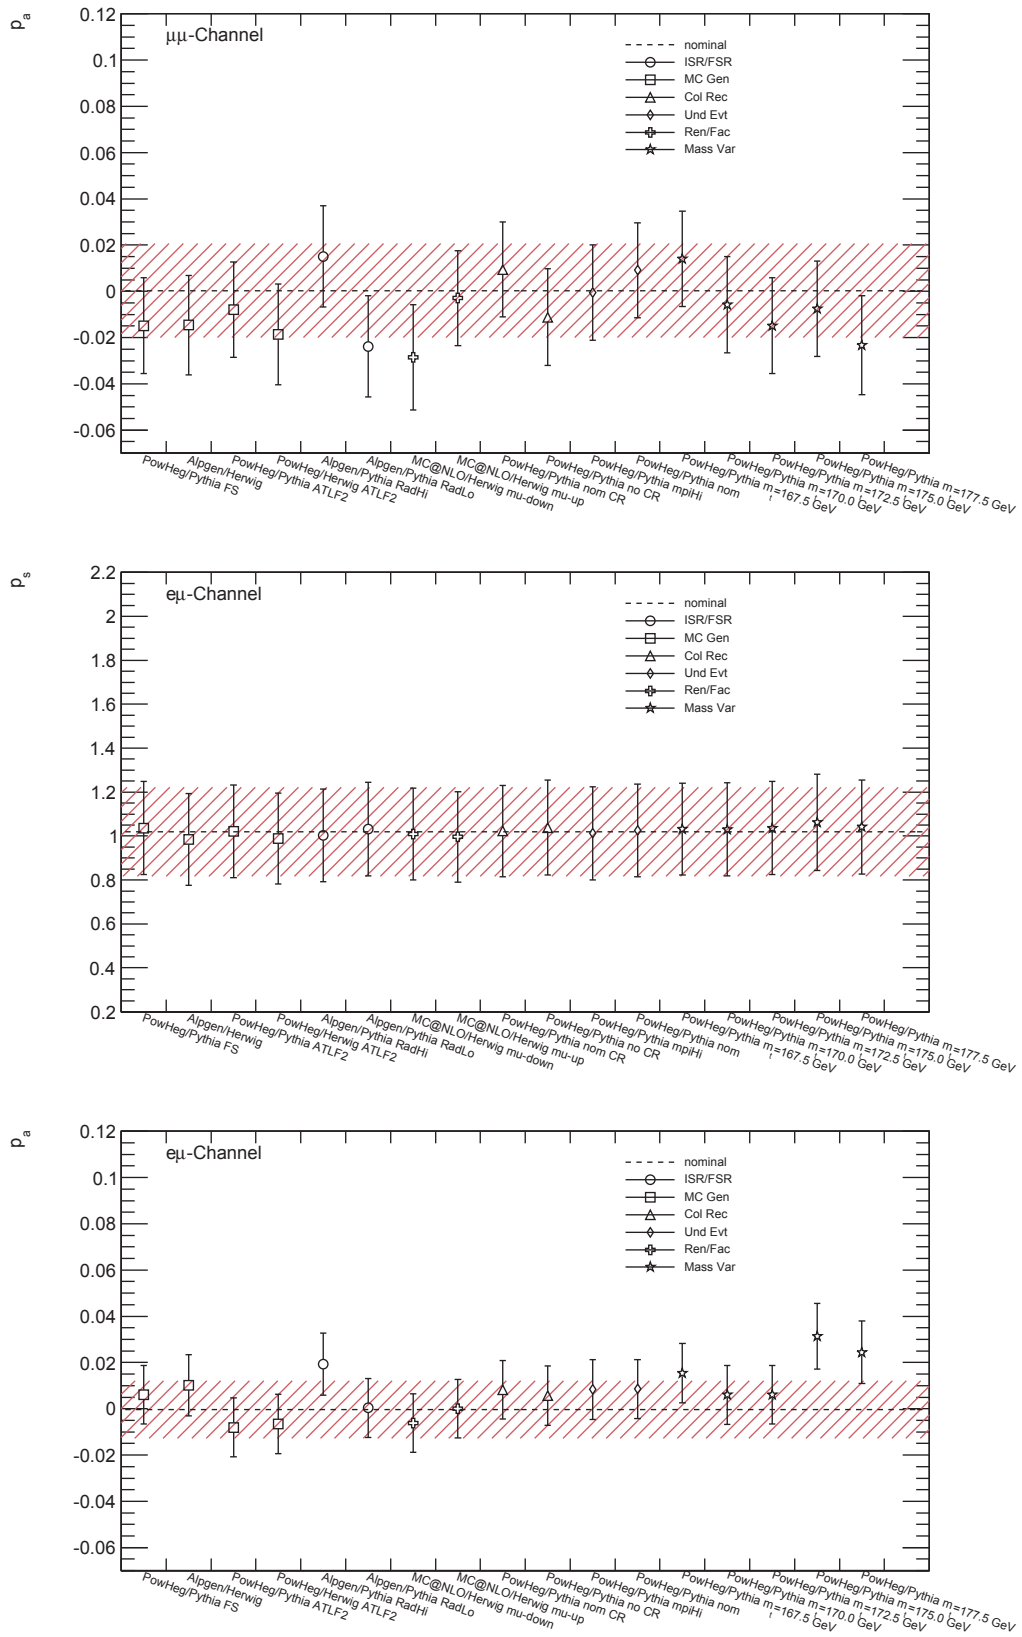 p_a
μμ-Channel
0.12
0.1
0.08
0.06
0.04
0.02
0
-0.02
-0.04
-0.06
nominal
ISR/FSR
MC Gen
Col Rec
Und Evt
Ren/Fac
Mass Var
PowHeg/Pythia FS
Alpgen/Herwig
PowHeg/Pythia ATLF2
PowHeg/Herwig ATLF2
Alpgen/Pythia RadHi
Alpgen/Pythia RadLo
MC@NLO/Herwig mu-down
MC@NLO/Herwig mu-up
PowHeg/Pythia nom CR
PowHeg/Pythia no CR
PowHeg/Pythia mpiHi
PowHeg/Pythia nom
PowHeg/Pythia m_t=167.5 GeV
PowHeg/Pythia m_t=170.0 GeV
PowHeg/Pythia m_t=172.5 GeV
PowHeg/Pythia m_t=175.0 GeV
PowHeg/Pythia m_t=177.5 GeV
p_s
eμ-Channel
2.2
2
1.8
1.6
1.4
1.2
1
0.8
0.6
0.4
0.2
nominal
ISR/FSR
MC Gen
Col Rec
Und Evt
Ren/Fac
Mass Var
PowHeg/Pythia FS
Alpgen/Herwig
PowHeg/Pythia ATLF2
PowHeg/Herwig ATLF2
Alpgen/Pythia RadHi
Alpgen/Pythia RadLo
MC@NLO/Herwig mu-down
MC@NLO/Herwig mu-up
PowHeg/Pythia nom CR
PowHeg/Pythia no CR
PowHeg/Pythia mpiHi
PowHeg/Pythia nom
PowHeg/Pythia m_t=167.5 GeV
PowHeg/Pythia m_t=170.0 GeV
PowHeg/Pythia m_t=172.5 GeV
PowHeg/Pythia m_t=175.0 GeV
PowHeg/Pythia m_t=177.5 GeV
p_a
eμ-Channel
0.12
0.1
0.08
0.06
0.04
0.02
0
-0.02
-0.04
-0.06
nominal
ISR/FSR
MC Gen
Col Rec
Und Evt
Ren/Fac
Mass Var
PowHeg/Pythia FS
Alpgen/Herwig
PowHeg/Pythia ATLF2
PowHeg/Herwig ATLF2
Alpgen/Pythia RadHi
Alpgen/Pythia RadLo
MC@NLO/Herwig mu-down
MC@NLO/Herwig mu-up
PowHeg/Pythia nom CR
PowHeg/Pythia no CR
PowHeg/Pythia mpiHi
PowHeg/Pythia nom
PowHeg/Pythia m_t=167.5 GeV
PowHeg/Pythia m_t=170.0 GeV
PowHeg/Pythia m_t=172.5 GeV
PowHeg/Pythia m_t=175.0 GeV
PowHeg/Pythia m_t=177.5 GeV